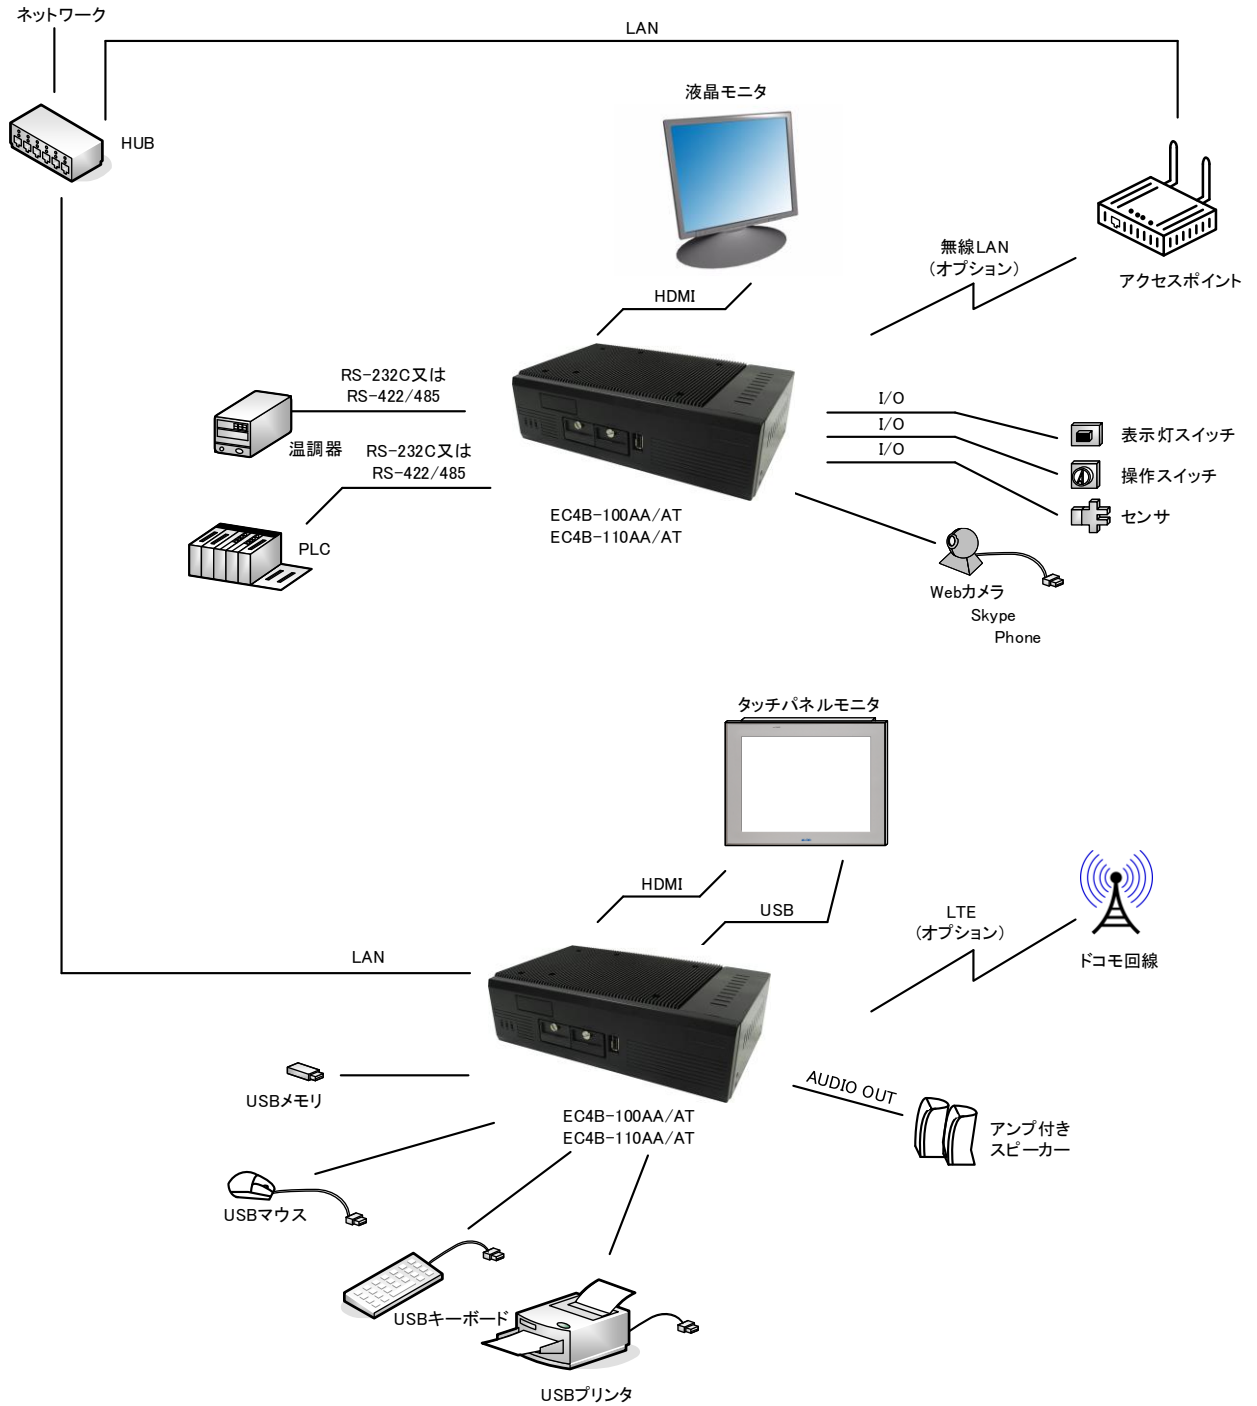 ネットワーク
LAN
HUB
液晶モニタ
無線LAN
(オプション)
アクセスポイント
HDMI
RS-232C又は
RS-422/485
温調器
RS-232C又は
RS-422/485
PLC
I/O
I/O
I/O
表示灯スイッチ
操作スイッチ
センサ
EC4B-100AA/AT
EC4B-110AA/AT
Webカメラ
Skype
Phone
タッチパネルモニタ
HDMI
USB
LTE
(オプション)
ドコモ回線
LAN
USBメモリ
AUDIO OUT
EC4B-100AA/AT
EC4B-110AA/AT
アンプ付き
スピーカー
USBマウス
USBキーボード
USBプリンタ